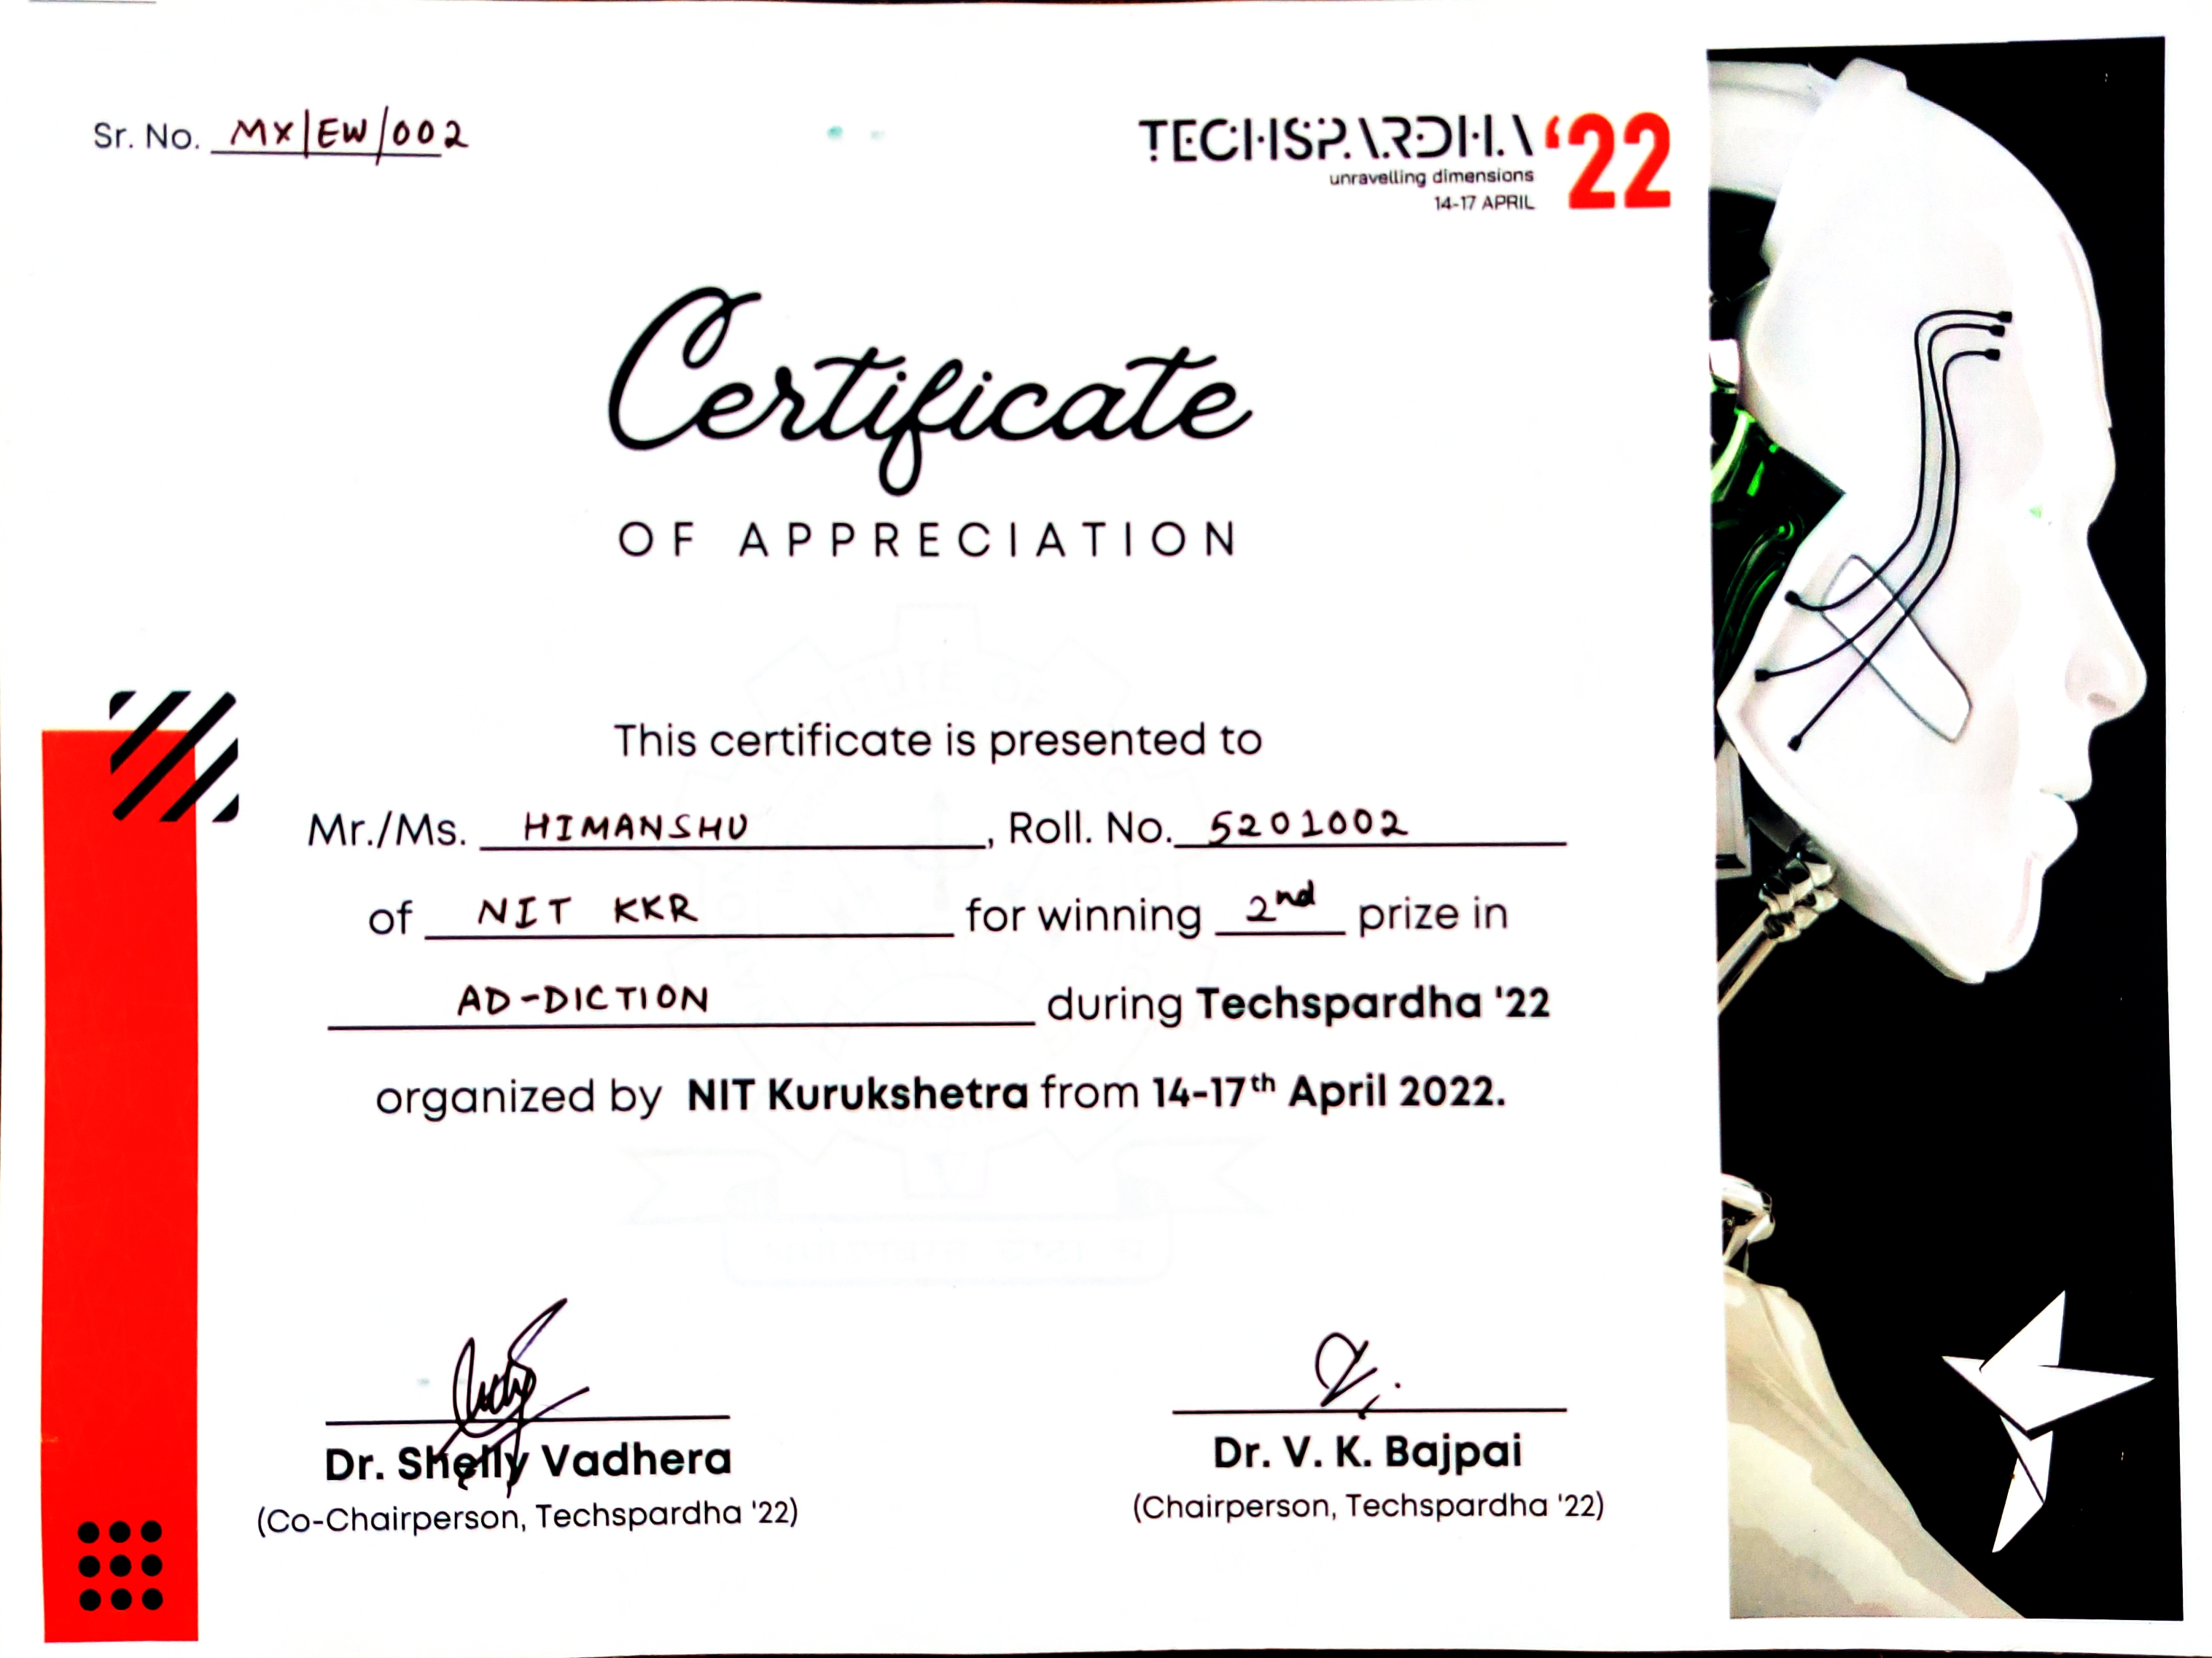 Sr. No. MX/EW/002
TECHSPARDHA '22
unravelling dimensions
14-17 APRIL
Certificate
OF APPRECIATION
This certificate is presented to
Mr./Ms. HIMANSHU, Roll. No. 5201002
of NIT KKR for winning 2nd prize in
AD-DICTION during Techspardha '22
organized by NIT Kurukshetra from 14-17th April 2022.
Dr. Shelly Vadhera
(Co-Chairperson, Techspardha '22)
Dr. V. K. Bajpai
(Chairperson, Techspardha '22)